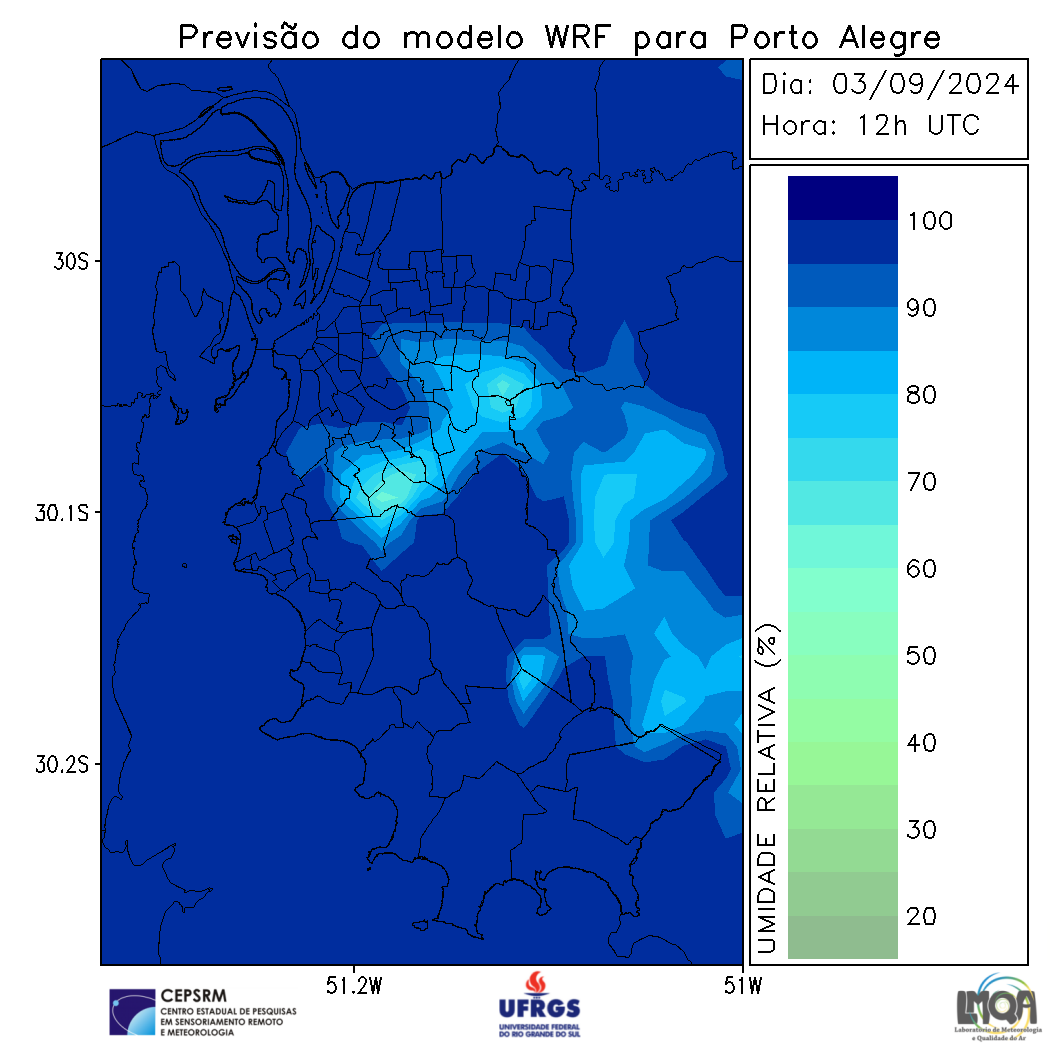 Previsão do modelo WRF para Porto Alegre
Dia: 03/09/2024
Hora: 12h UTC
30S
30.1S
30.2S
51.2W
51W
100
90
80
70
60
50
40
30
20
UMIDADE RELATIVA (%)
CEPSRM
CENTRO ESTADUAL DE PESQUISAS
EM SENSORIAMENTO REMOTO
E METEOROLOGIA
UFRGS
UNIVERSIDADE FEDERAL
DO RIO GRANDE DO SUL
LMQA
Laboratório de Meteorologia
e Qualidade do Ar